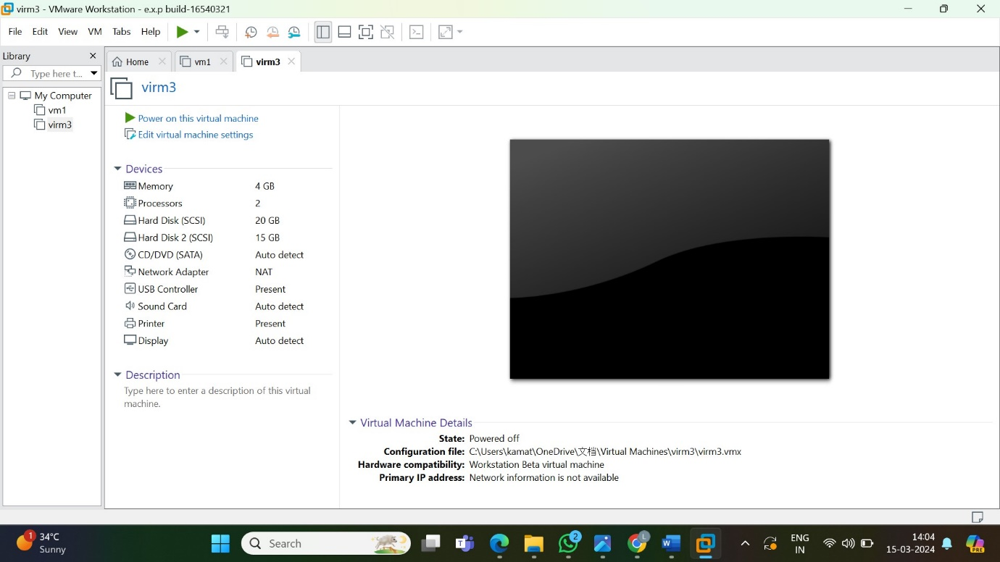 virm3 - VMware Workstation - e.x.p build-16540321
File Edit View VM Tabs Help
Library
Type here t...
Home
vm1
virm3
My Computer
vm1
virm3
virm3
Power on this virtual machine
Edit virtual machine settings
Devices
Memory 4 GB
Processors 2
Hard Disk (SCSI) 20 GB
Hard Disk 2 (SCSI) 15 GB
CD/DVD (SATA) Auto detect
Network Adapter NAT
USB Controller Present
Sound Card Auto detect
Printer Present
Display Auto detect
Description
Type here to enter a description of this virtual
machine.
Virtual Machine Details
State: Powered off
Configuration file: C:\Users\kamat\OneDrive\文档\Virtual Machines\virm3\virm3.vmx
Hardware compatibility: Workstation Beta virtual machine
Primary IP address: Network information is not available
1
34°C
Sunny
Search
T
2
L
W
ENG
IN
14:04
15-03-2024
PRE